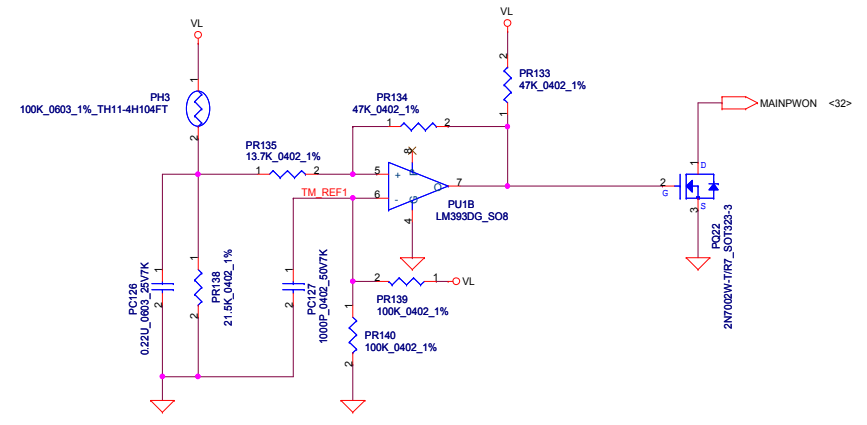 VL
VL
1
2
PH3
100K_0603_1%_TH11-4H104FT
2
1
PR133
47K_0402_1%
PR134
47K_0402_1%
1
2
MAINPWON <32>
PR135
13.7K_0402_1%
1
2
8
P
5
+
TM_REF1
6
-
O
7
G
4
PU1B
LM393DG_SO8
2
G
1
D
S
3
PQ22
2N7002W-T/R7_SOT323-3
1
2
PC126
0.22U_0603_25V7K
1
2
PR138
21.5K_0402_1%
1
2
PC127
1000P_0402_50V7K
2
1
VL
PR139
100K_0402_1%
1
2
PR140
100K_0402_1%